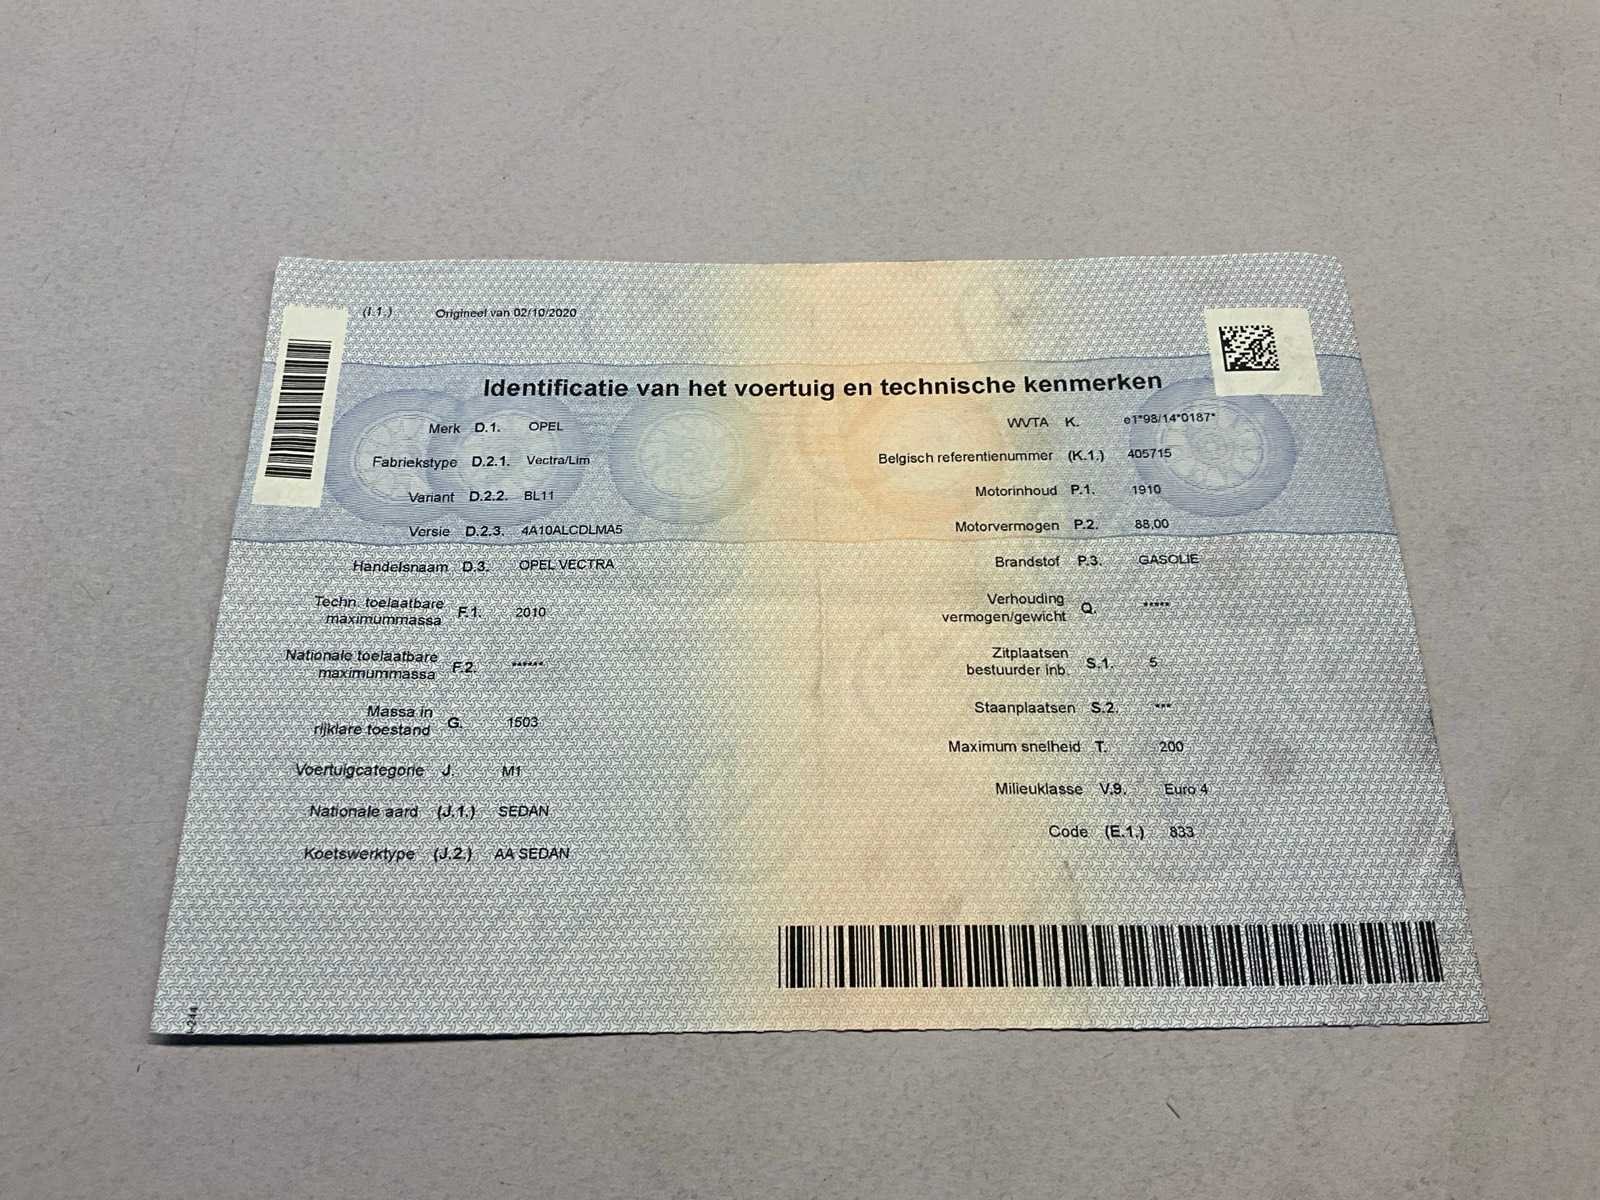 (I.1.) Origineel van 02/10/2020
Identificatie van het voertuig en technische kenmerken
Merk D.1. OPEL
Fabriekstype D.2.1. Vectra/Lim
Variant D.2.2. BL11
Versie D.2.3. 4A10ALCDLMA5
Handelsnaam D.3. OPEL VECTRA
Techn. toelaatbare
maximummassa F.1. 2010
Nationale toelaatbare
maximummassa F.2. ******
Massa in
rijklare toestand G. 1503
Voertuigcategorie J. M1
Nationale aard (J.1.) SEDAN
Koetswerktype (J.2.) AA SEDAN
WVTA K. e1*98/14*0187*
Belgisch referentienummer (K.1.) 405715
Motorinhoud P.1. 1910
Motorvermogen P.2. 88,00
Brandstof P.3. GASOLIE
Verhouding
vermogen/gewicht Q. *****
Zitplaatsen
bestuurder inb. S.1. 5
Staanplaatsen S.2. ***
Maximum snelheid T. 200
Milieuklasse V.9. Euro 4
Code (E.1.) 833